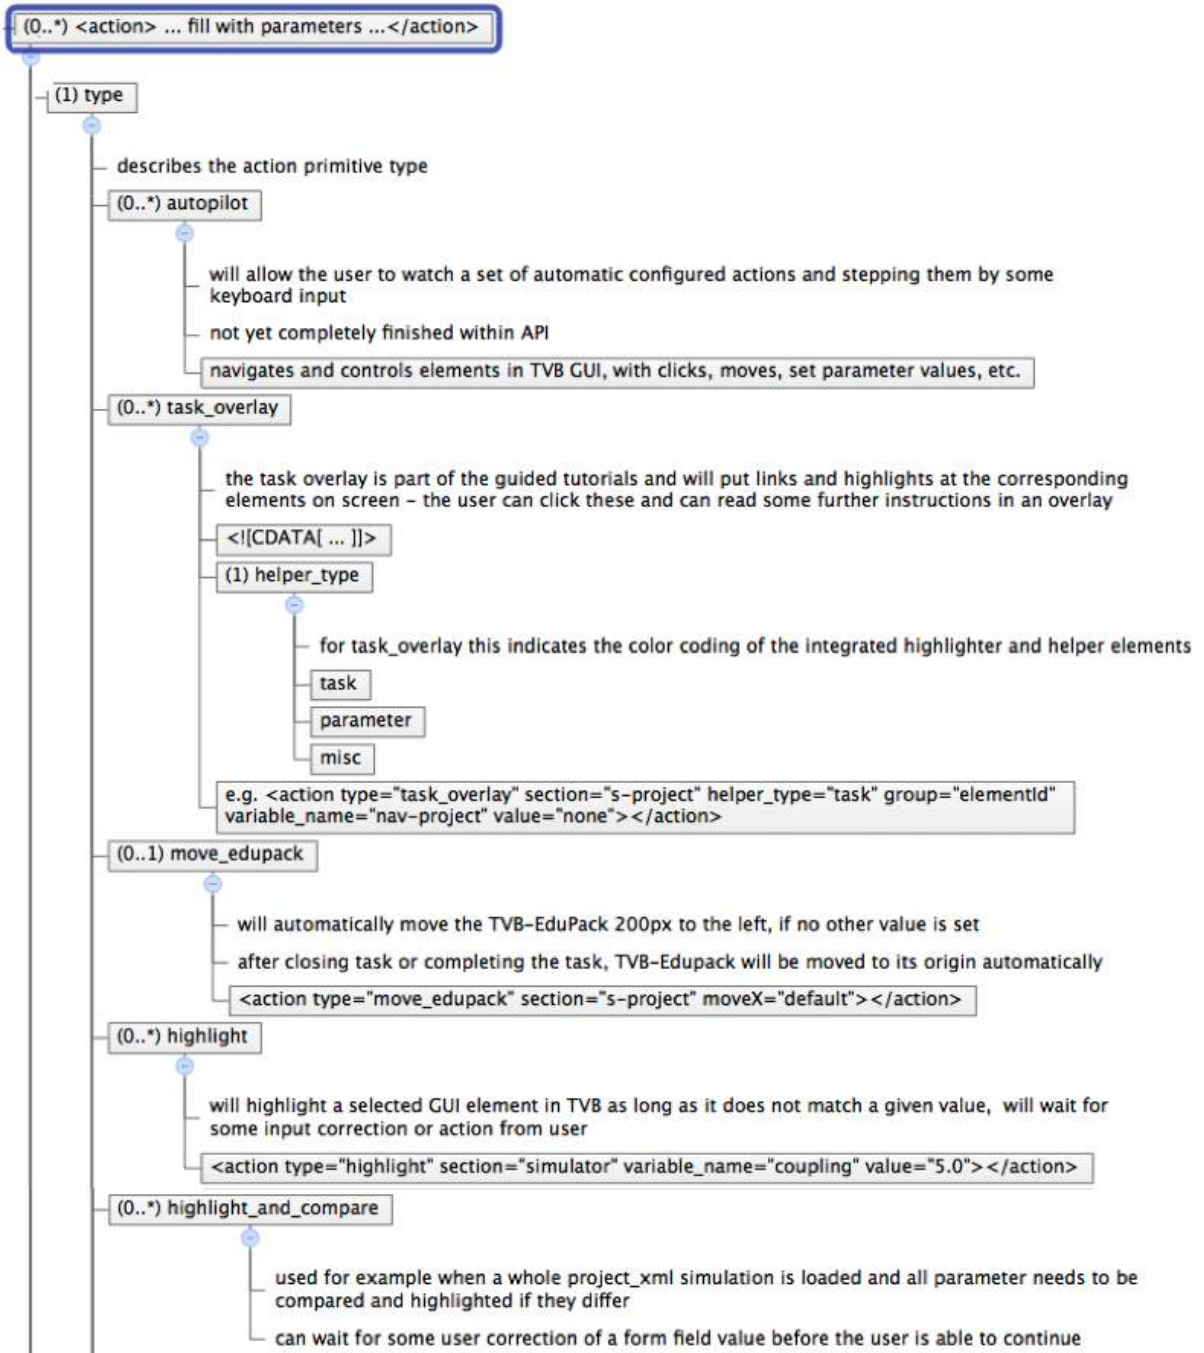 (0..*) <action> ... fill with parameters ...</action>
(1) type
describes the action primitive type
(0..*) autopilot
will allow the user to watch a set of automatic configured actions and stepping them by some
keyboard input
not yet completely finished within API
navigates and controls elements in TVB GUI, with clicks, moves, set parameter values, etc.
(0..*) task_overlay
the task overlay is part of the guided tutorials and will put links and highlights at the corresponding
elements on screen – the user can click these and can read some further instructions in an overlay
<![CDATA[ ... ]]>
(1) helper_type
for task_overlay this indicates the color coding of the integrated highlighter and helper elements
task
parameter
misc
e.g. <action type="task_overlay" section="s-project" helper_type="task" group="elementId"
variable_name="nav-project" value="none"></action>
(0..1) move_edupack
will automatically move the TVB-EduPack 200px to the left, if no other value is set
after closing task or completing the task, TVB-Edupack will be moved to its origin automatically
<action type="move_edupack" section="s-project" moveX="default"></action>
(0..*) highlight
will highlight a selected GUI element in TVB as long as it does not match a given value, will wait for
some input correction or action from user
<action type="highlight" section="simulator" variable_name="coupling" value="5.0"></action>
(0..*) highlight_and_compare
used for example when a whole project_xml simulation is loaded and all parameter needs to be
compared and highlighted if they differ
can wait for some user correction of a form field value before the user is able to continue